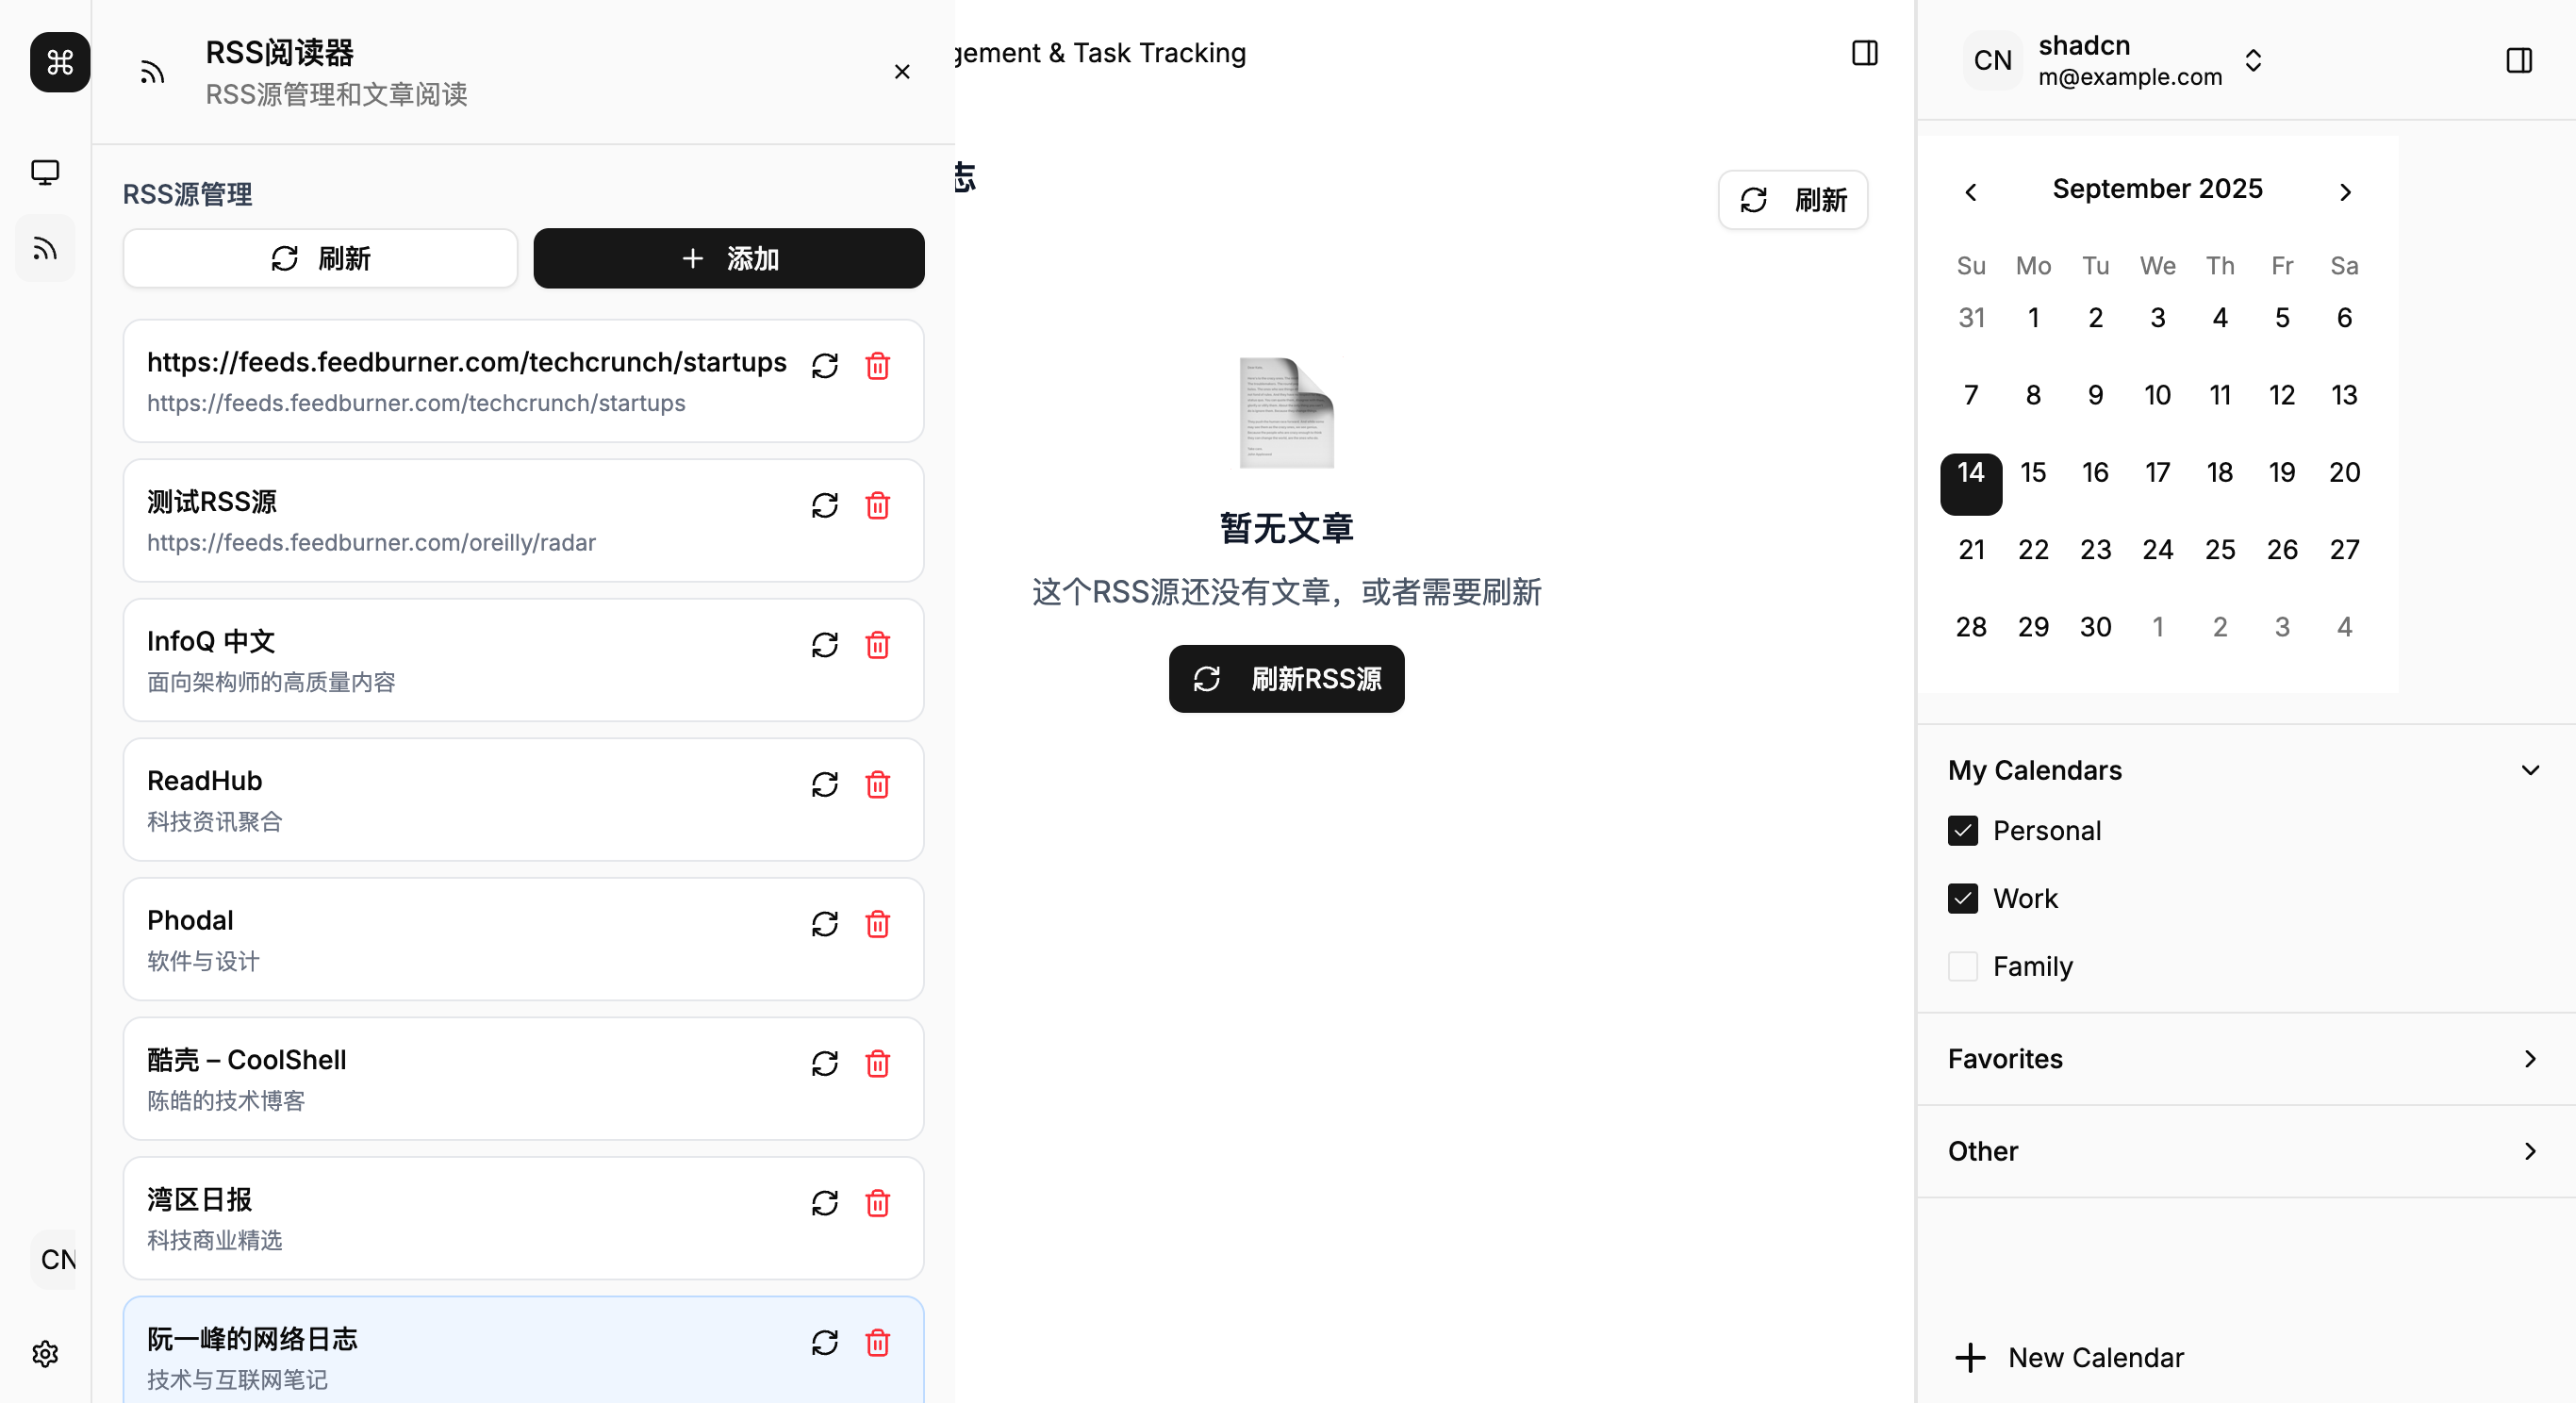 RSS阅读器
RSS源管理和文章阅读
RSS源管理
刷新
添加
https://feeds.feedburner.com/techcrunch/startups
https://feeds.feedburner.com/techcrunch/startups
测试RSS源
https://feeds.feedburner.com/oreilly/radar
InfoQ 中文
面向架构师的高质量内容
ReadHub
科技资讯聚合
Phodal
软件与设计
酷壳 – CoolShell
陈皓的技术博客
湾区日报
科技商业精选
阮一峰的网络日志
技术与互联网笔记
CN
gement & Task Tracking
志
刷新
暂无文章
这个RSS源还没有文章，或者需要刷新
刷新RSS源
CN
shadcn
m@example.com
September 2025
Su Mo Tu We Th Fr Sa
31 1 2 3 4 5 6
7 8 9 10 11 12 13
14 15 16 17 18 19 20
21 22 23 24 25 26 27
28 29 30 1 2 3 4
My Calendars
Personal
Work
Family
Favorites
Other
New Calendar